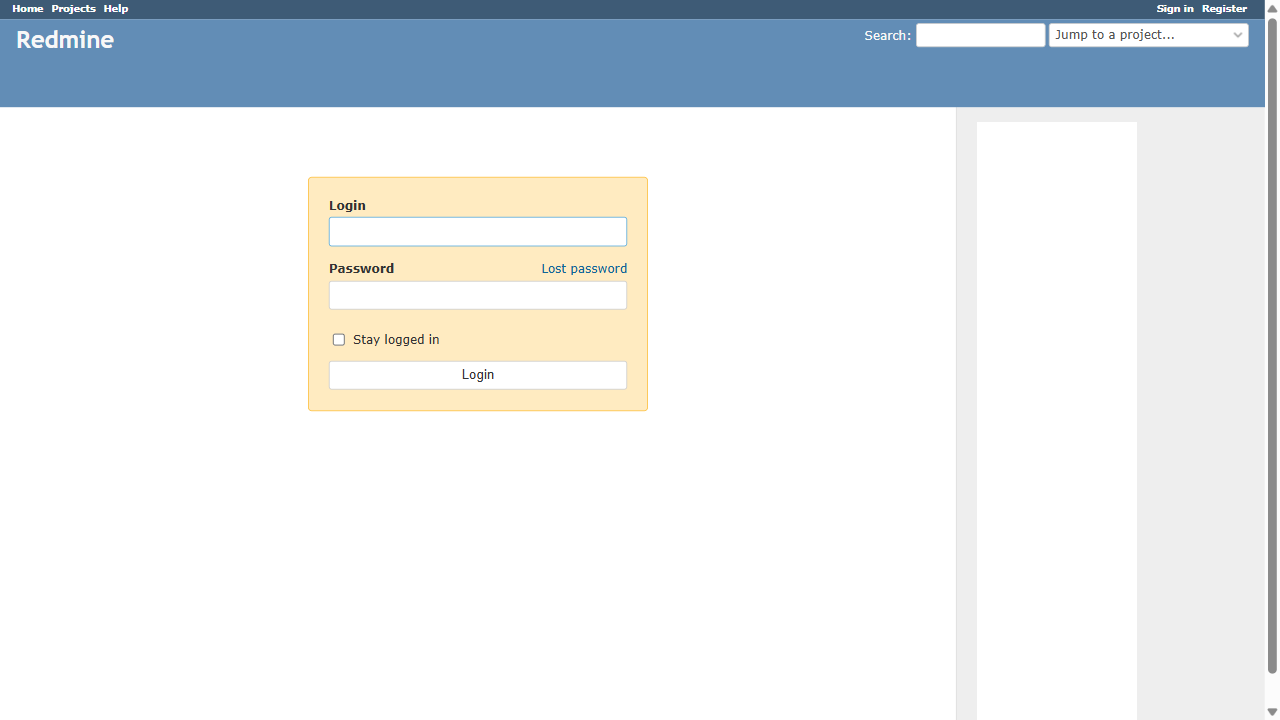 Home Projects Help Sign in Register
Redmine Search: Jump to a project...
Login
Password Lost password
Stay logged in
Login